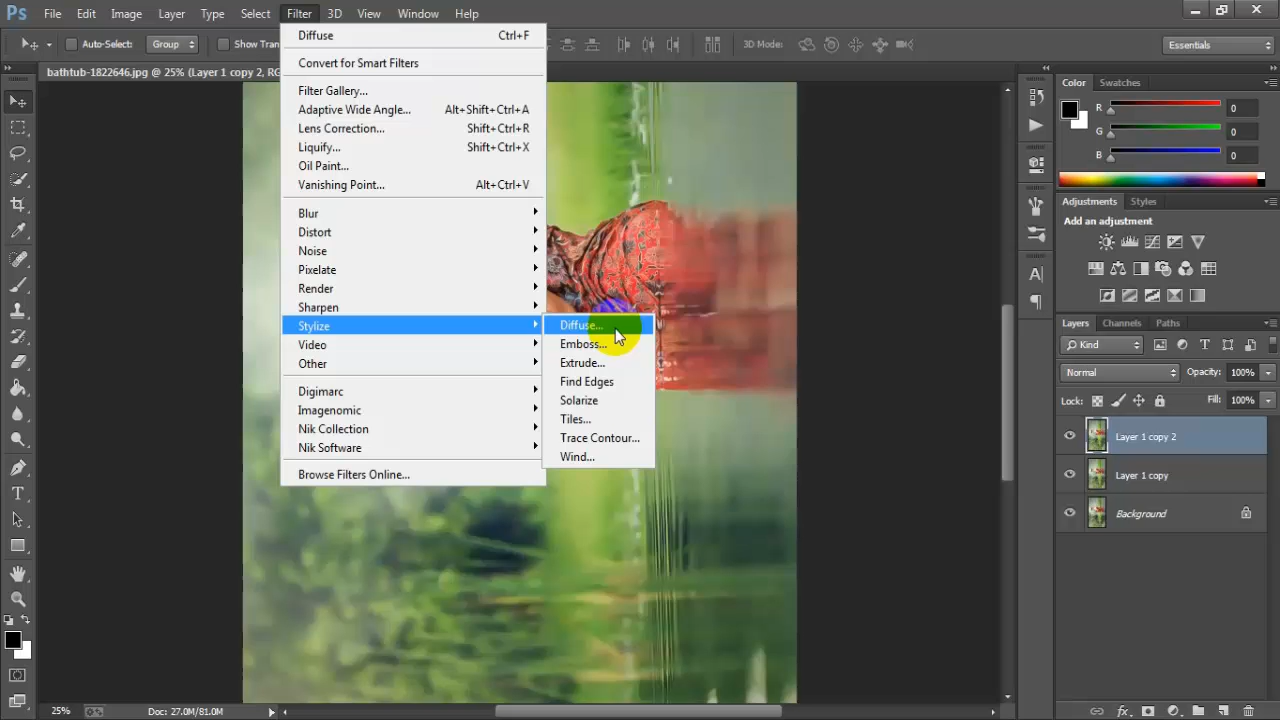 Ps File Edit Image Layer Type Select Filter 3D View Window Help
Auto-Select: Group Show Tran 3D Mode: Essentials
bathtub-1822646.jpg @ 25% (Layer 1 copy 2, RG
Diffuse Ctrl+F
Convert for Smart Filters
Filter Gallery...
Adaptive Wide Angle... Alt+Shift+Ctrl+A
Lens Correction... Shift+Ctrl+R
Liquify... Shift+Ctrl+X
Oil Paint...
Vanishing Point... Alt+Ctrl+V
Blur
Distort
Noise
Pixelate
Render
Sharpen
Stylize
Video
Other
Digimarc
Imagenomic
Nik Collection
Nik Software
Browse Filters Online...
Diffuse...
Emboss...
Extrude...
Find Edges
Solarize
Tiles...
Trace Contour...
Wind...
Color Swatches
R 0
G 0
B 0
Adjustments Styles
Add an adjustment
Layers Channels Paths
Kind
Normal Opacity: 100%
Lock: Fill: 100%
Layer 1 copy 2
Layer 1 copy
Background
25% Doc: 27.0M/81.0M